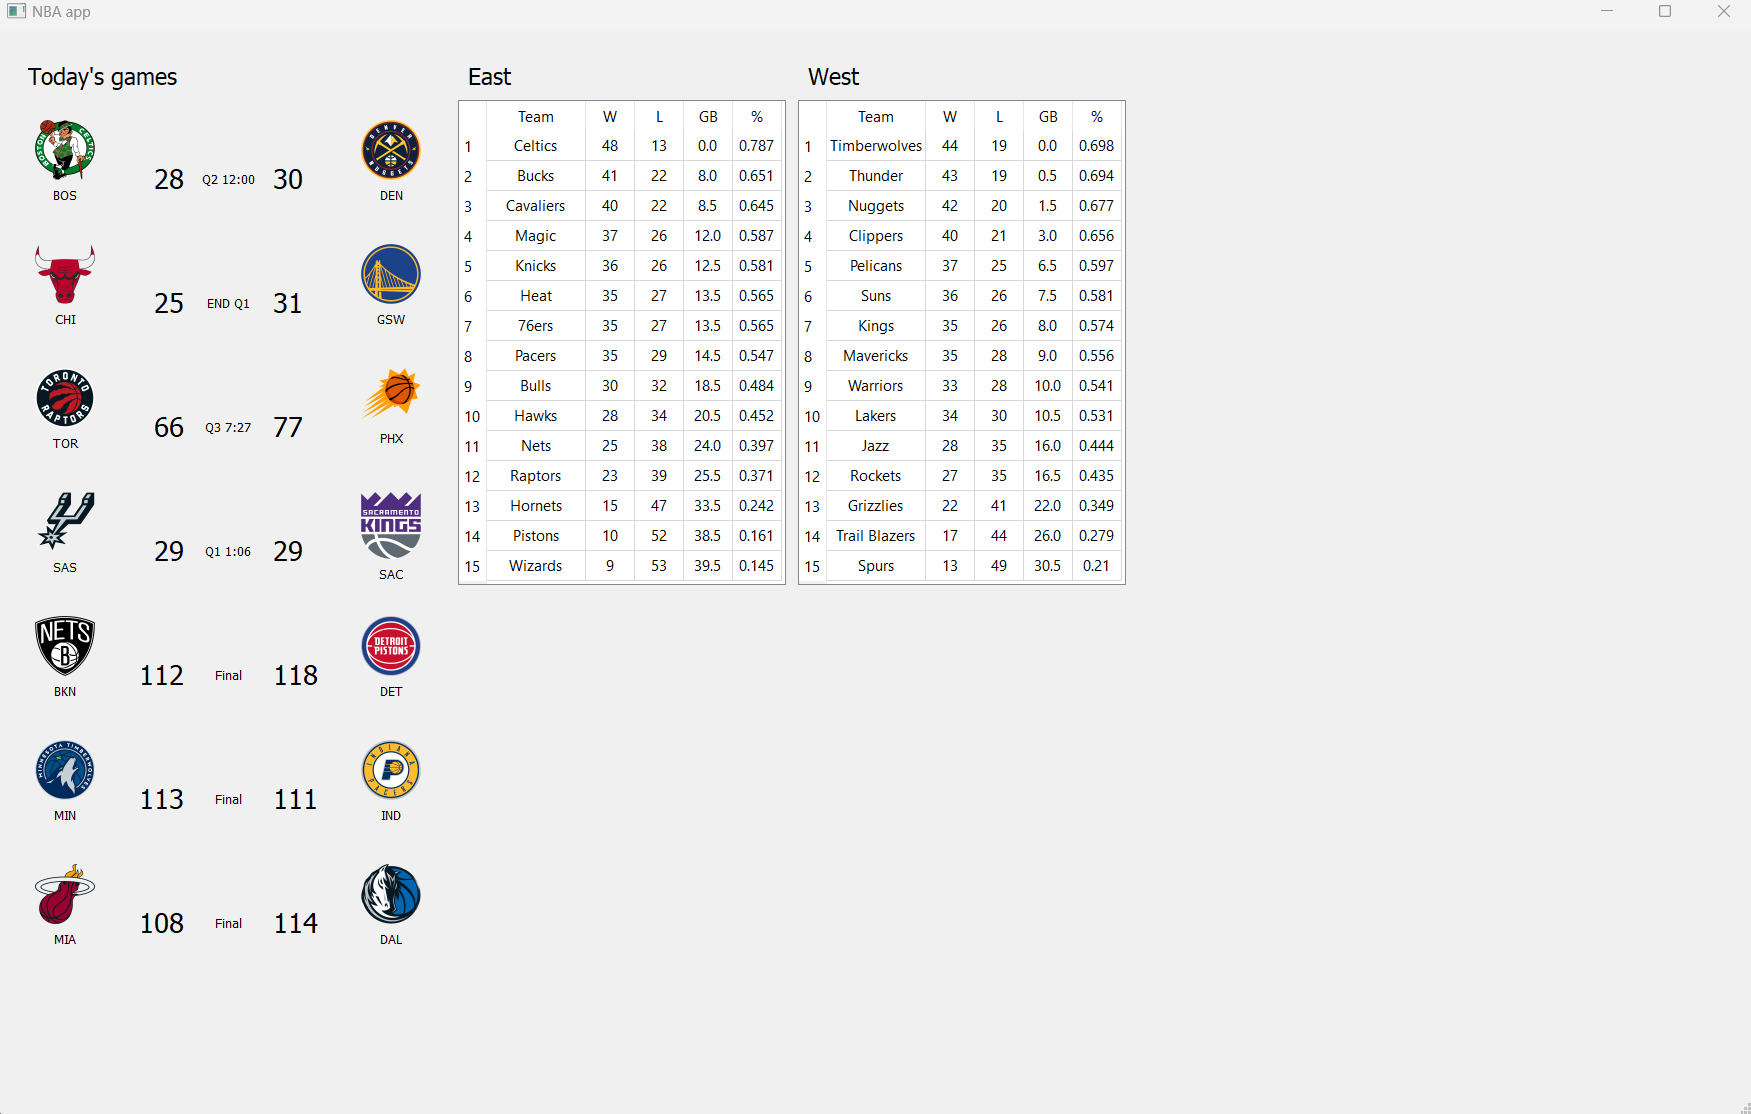 NBA app
Today's games
BOSTON CELTICS
BOS
28 Q2 12:00 30
DENVER NUGGETS
DEN
CHI
25 END Q1 31
GSW
TORONTO RAPTORS
TOR
66 Q3 7:27 77
PHX
SAS
29 Q1 1:06 29
SACRAMENTO
KINGS
SAC
NETS
B
BKN
112 Final 118
DETROIT
PISTONS
DET
MINNESOTA TIMBERWOLVES
MIN
113 Final 111
INDIANA PACERS
P
IND
MIA
108 Final 114
DAL
East
Team W L GB %
1 Celtics 48 13 0.0 0.787
2 Bucks 41 22 8.0 0.651
3 Cavaliers 40 22 8.5 0.645
4 Magic 37 26 12.0 0.587
5 Knicks 36 26 12.5 0.581
6 Heat 35 27 13.5 0.565
7 76ers 35 27 13.5 0.565
8 Pacers 35 29 14.5 0.547
9 Bulls 30 32 18.5 0.484
10 Hawks 28 34 20.5 0.452
11 Nets 25 38 24.0 0.397
12 Raptors 23 39 25.5 0.371
13 Hornets 15 47 33.5 0.242
14 Pistons 10 52 38.5 0.161
15 Wizards 9 53 39.5 0.145
West
Team W L GB %
1 Timberwolves 44 19 0.0 0.698
2 Thunder 43 19 0.5 0.694
3 Nuggets 42 20 1.5 0.677
4 Clippers 40 21 3.0 0.656
5 Pelicans 37 25 6.5 0.597
6 Suns 36 26 7.5 0.581
7 Kings 35 26 8.0 0.574
8 Mavericks 35 28 9.0 0.556
9 Warriors 33 28 10.0 0.541
10 Lakers 34 30 10.5 0.531
11 Jazz 28 35 16.0 0.444
12 Rockets 27 35 16.5 0.435
13 Grizzlies 22 41 22.0 0.349
14 Trail Blazers 17 44 26.0 0.279
15 Spurs 13 49 30.5 0.21